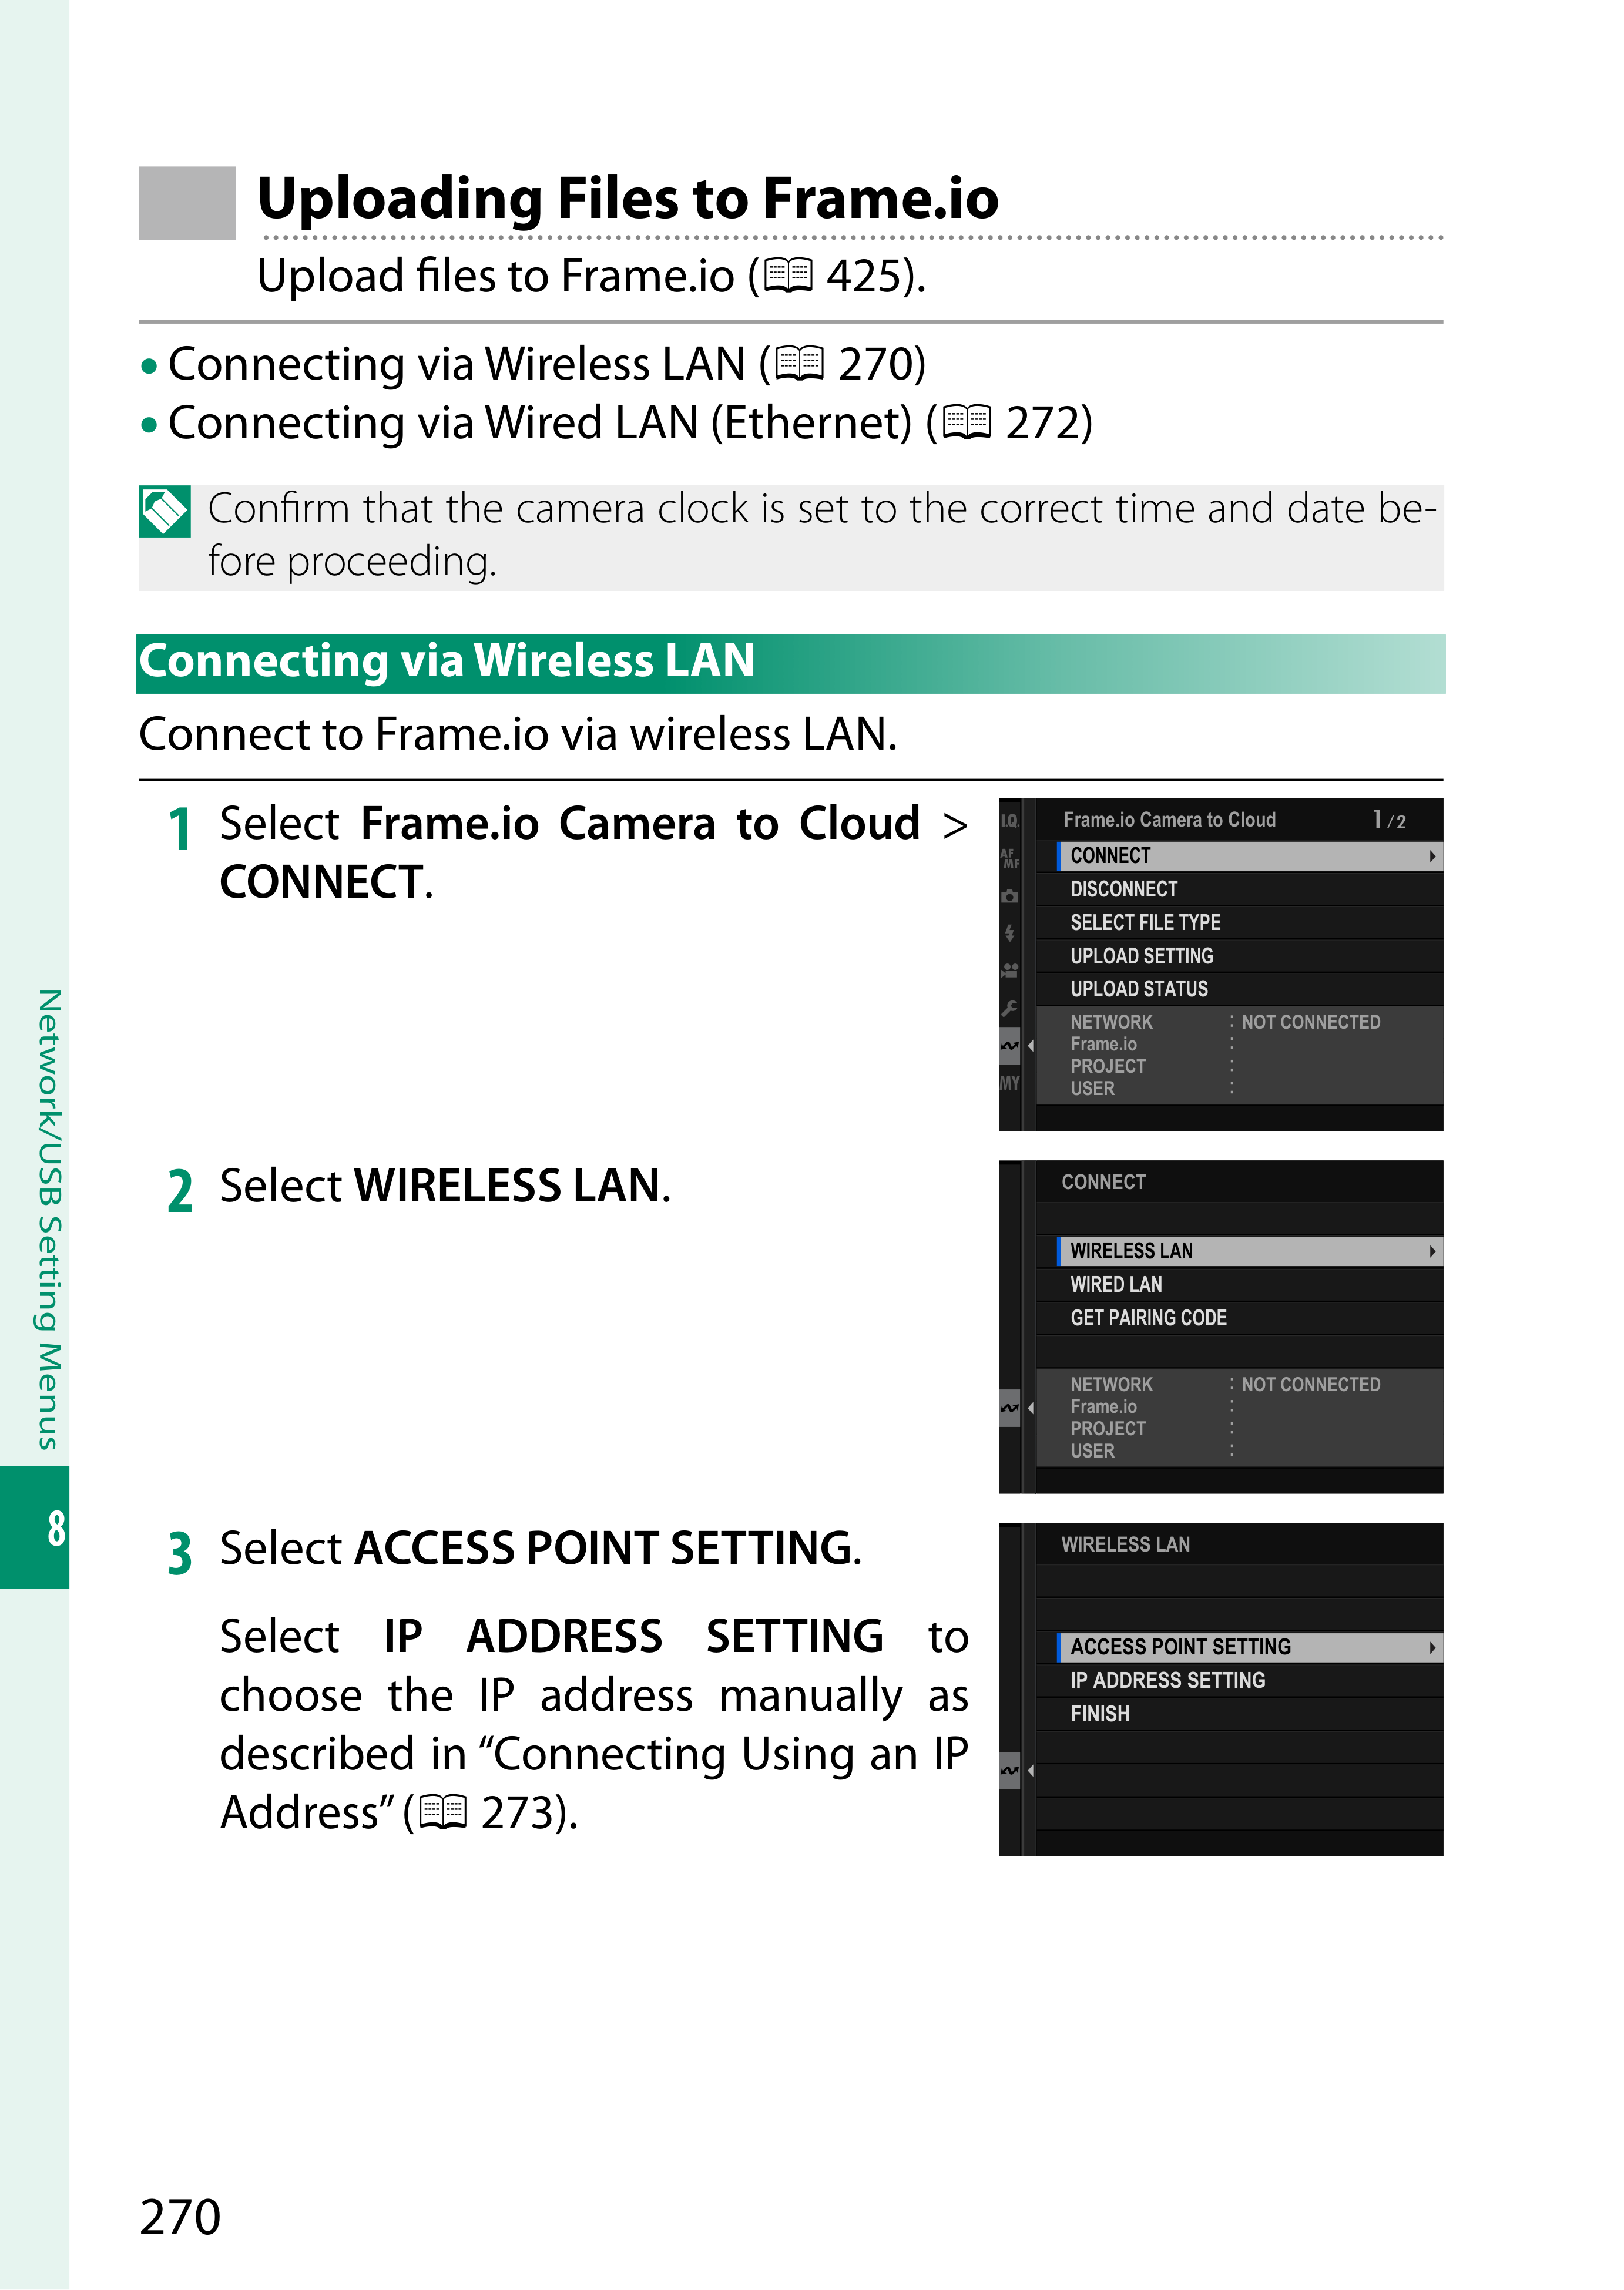 Uploading Files to Frame.io
Upload files to Frame.io ( 425).
• Connecting via Wireless LAN ( 270)
• Connecting via Wired LAN (Ethernet) ( 272)
Confirm that the camera clock is set to the correct time and date be-
fore proceeding.
Connecting via Wireless LAN
Connect to Frame.io via wireless LAN.
1 Select Frame.io Camera to Cloud >
CONNECT.
I.Q.
AF
MF
MY
Frame.io Camera to Cloud 1/2
CONNECT
DISCONNECT
SELECT FILE TYPE
UPLOAD SETTING
UPLOAD STATUS
NETWORK : NOT CONNECTED
Frame.io :
PROJECT :
USER :
2 Select WIRELESS LAN.
CONNECT
WIRELESS LAN
WIRED LAN
GET PAIRING CODE
NETWORK : NOT CONNECTED
Frame.io :
PROJECT :
USER :
3 Select ACCESS POINT SETTING.
Select IP ADDRESS SETTING to
choose the IP address manually as
described in “Connecting Using an IP
Address” ( 273).
WIRELESS LAN
ACCESS POINT SETTING
IP ADDRESS SETTING
FINISH
Network/USB Setting Menus
8
270